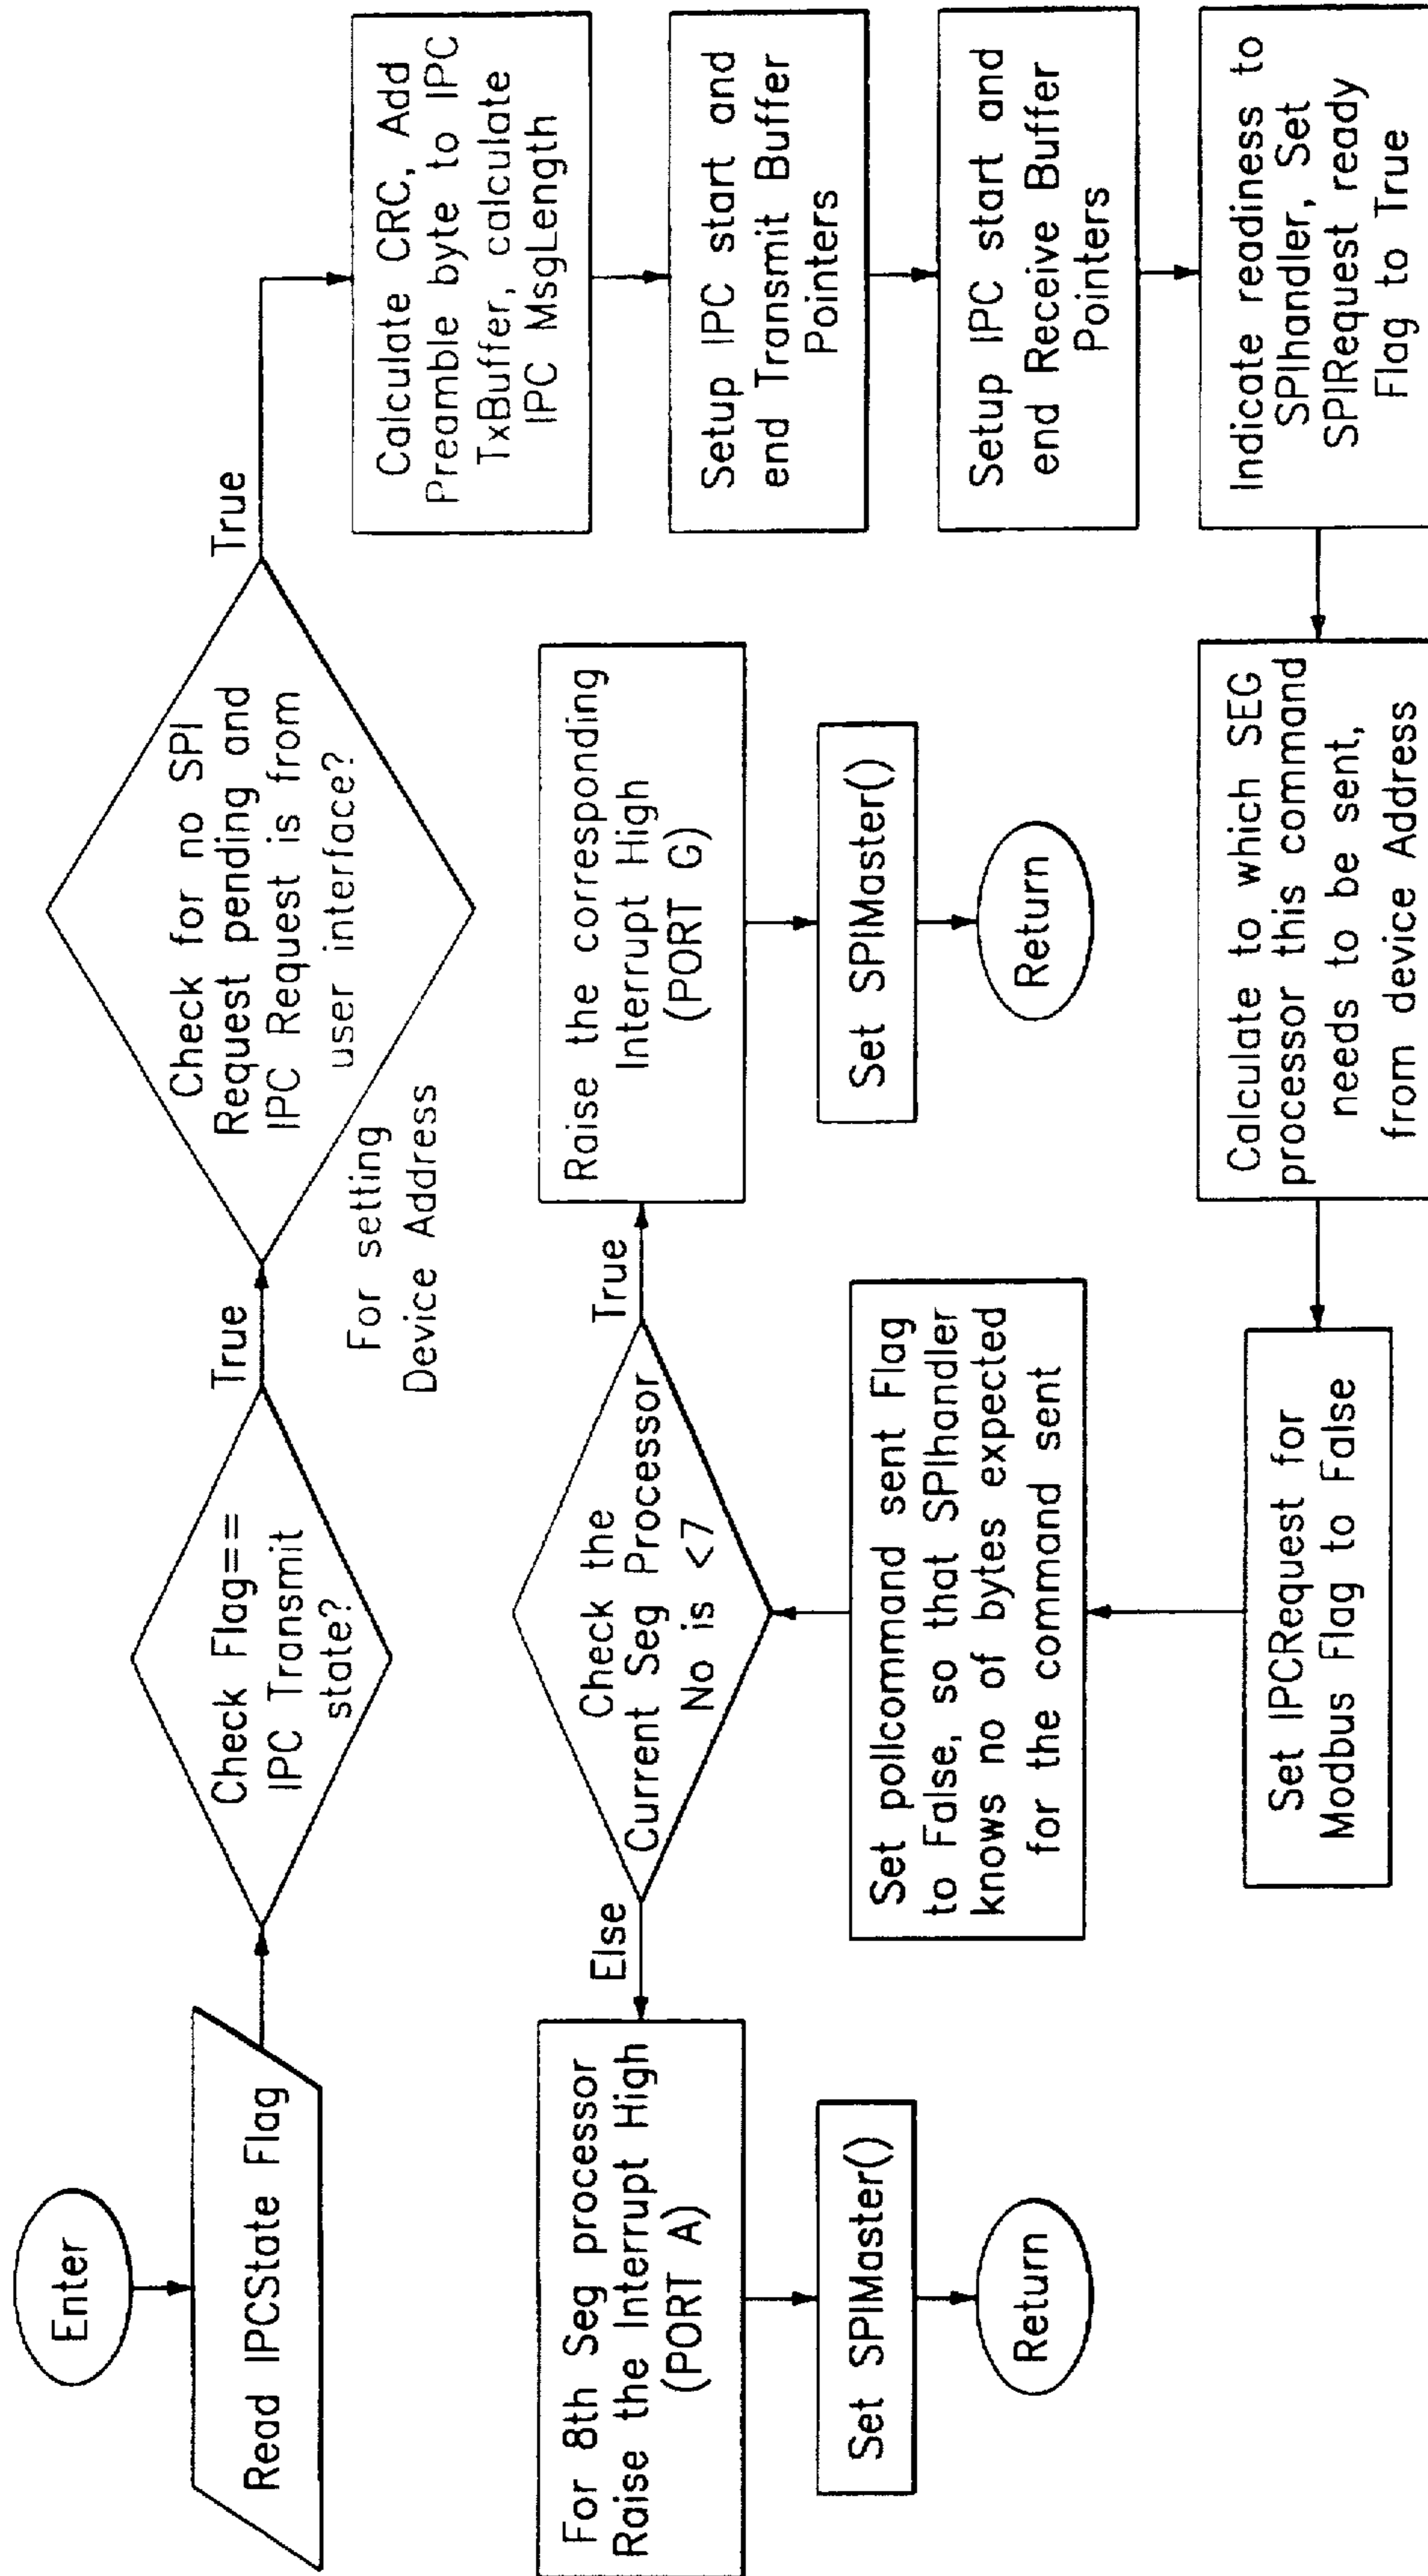 Enter
Read IPCState Flag
Check Flag==
IPC Transmit
state?
True
Check for no SPI
Request pending and
IPC Request is from
user interface?
For setting
Device Address
True
Calculate CRC, Add
Preamble byte to IPC
TxBuffer, calculate
IPC MsgLength
Setup IPC start and
end Transmit Buffer
Pointers
Setup IPC start and
end Receive Buffer
Pointers
Indicate readiness to
SPIhandler, Set
SPIRequest ready
Flag to True
Calculate to which SEG
processor this command
needs to be sent,
from device Address
Set IPCRequest for
Modbus Flag to False
Set pollcommand sent Flag
to False, so that SPIhandler
knows no of bytes expected
for the command sent
Check the
Current Seg Processor
No is <7
True
Raise the corresponding
Interrupt High
(PORT G)
Set SPIMaster()
Return
Else
For 8th Seg processor
Raise the Interrupt High
(PORT A)
Set SPIMaster()
Return